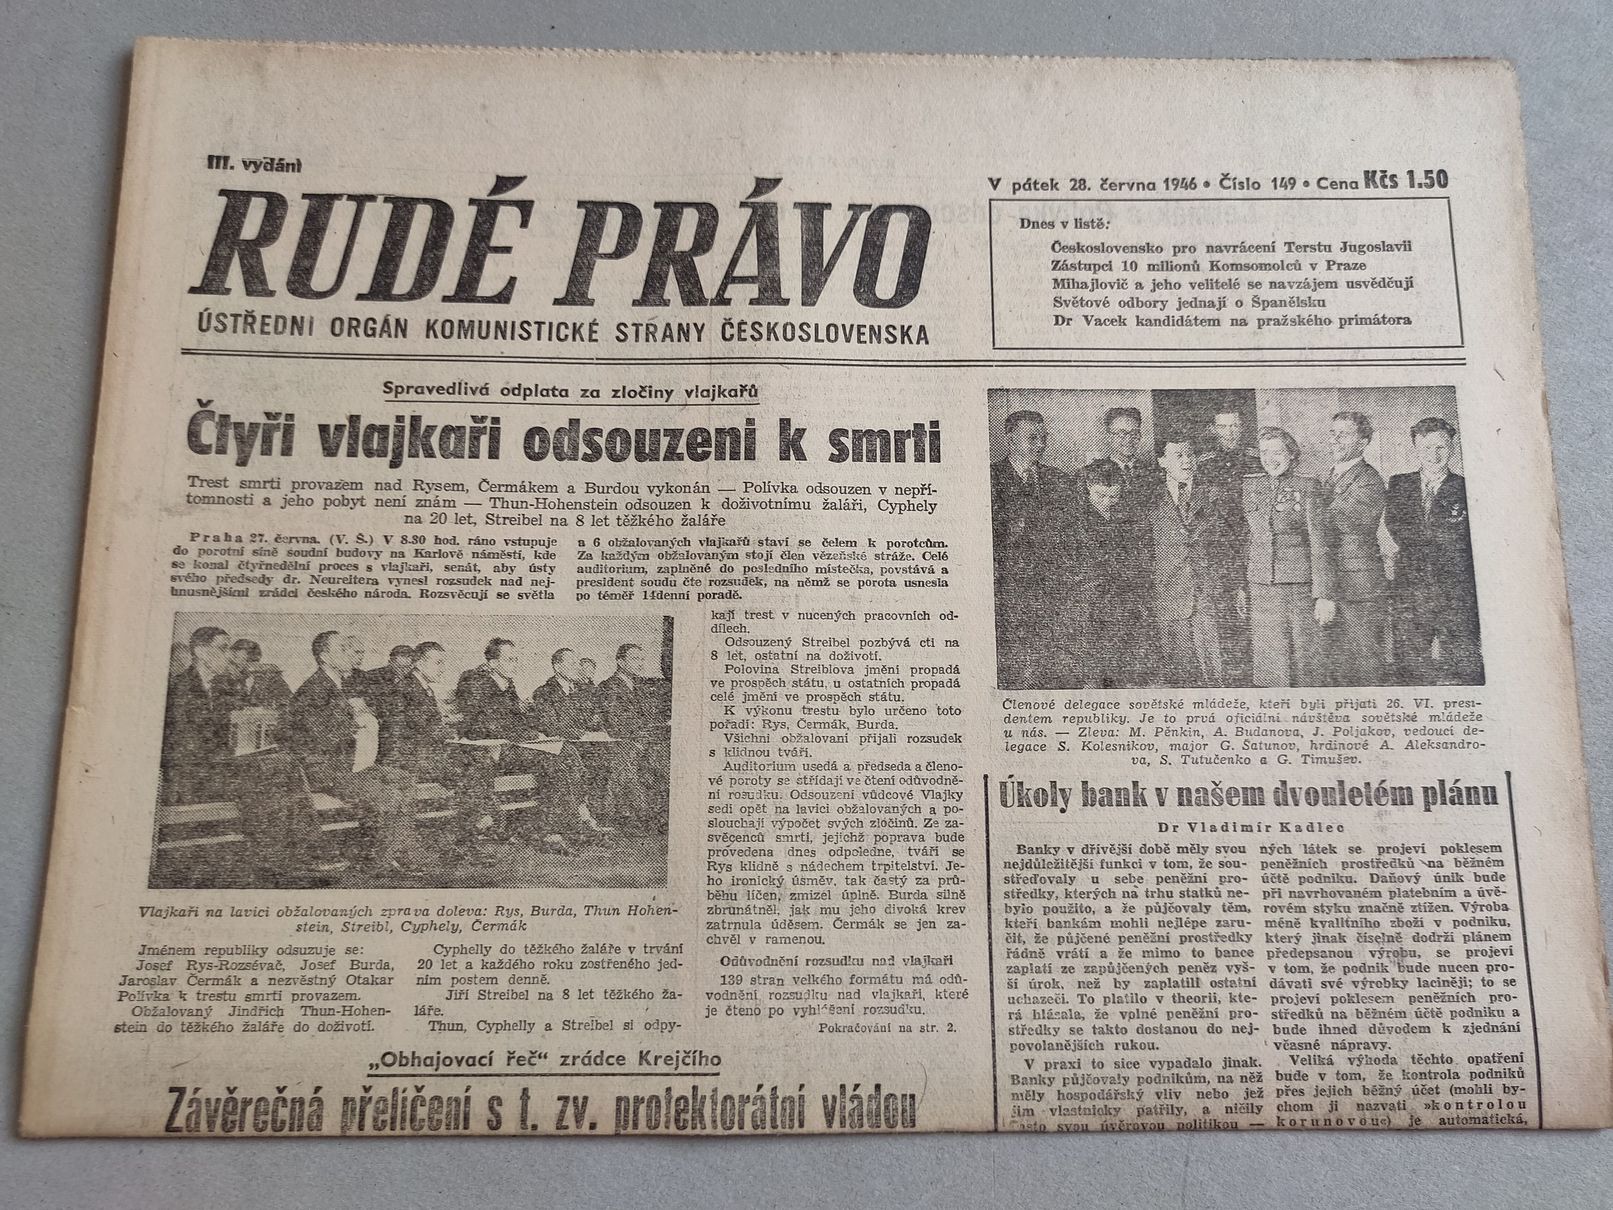 III. vydání
RUDÉ PRÁVO
ÚSTŘEDNI ORGÁN KOMUNISTICKÉ STRANY ČESKOSLOVENSKA
V pátek 28. června 1946 • Číslo 149 • Cena Kčs 1.50
Dnes v listě:
Československo pro navrácení Terstu Jugoslavii
Zástupci 10 milionů Komsomolců v Praze
Mihajlovič a jeho velitelé se navzájem usvědčují
Světové odbory jednají o Španělsku
Dr Vacek kandidátem na pražského primátora
Spravedlivá odplata za zločiny vlajkařů
Čtyři vlajkaři odsouzeni k smrti
Trest smrti provazem nad Rysem, Čermákem a Burdou vykonán — Polívka odsouzen v nepří-
tomnosti a jeho pobyt není znám — Thun-Hohenstein odsouzen k doživotnímu žaláři, Cyphely
na 20 let, Streibel na 8 let těžkého žaláře
Praha 27. června. (V. Š.) V 8.30 hod. ráno vstupuje
do porotní síně soudní budovy na Karlově náměstí, kde
se konal čtyřnedělní proces s vlajkaři, senát, aby ústy
svého předsedy dr. Neureitera vynesl rozsudek nad nej-
hnusnějšími zrádci českého národa. Rozsvěcují se světla
a 6 obžalovaných vlajkařů staví se čelem k porotcům.
Za každým obžalovaným stojí člen vězeňské stráže. Celé
auditorium, zaplněné do posledního místečka, povstává a
president soudu čte rozsudek, na němž se porota usnesla
po téměř 14denní poradě.
Vlajkaři na lavici obžalovaných zprava doleva: Rys, Burda, Thun Hohen-
stein, Streibl, Cyphely, Čermák
Jménem republiky odsuzuje se:
Josef Rys-Rozsévač, Josef Burda,
Jaroslav Čermák a nezvěstný Otakar
Polívka k trestu smrti provazem.
Obžalovaný Jindřich Thun-Hohen-
stein do těžkého žaláře do doživotí.
Cyphelly do těžkého žaláře v trvání
20 let a každého roku zostřeného jed-
ním postem denně.
Jiří Streibel na 8 let těžkého ža-
láře.
Thun, Cyphelly a Streibel si odpy-
kají trest v nucených pracovních od-
dílech.
Odsouzený Streibel pozbývá cti na
8 let, ostatní na doživotí.
Polovina Streiblova jmění propadá
ve prospěch státu, u ostatních propadá
celé jmění ve prospěch státu.
K výkonu trestu bylo určeno toto
pořadí: Rys, Čermák, Burda.
Všichni obžalovaní přijali rozsudek
s klidnou tváří.
Auditorium usedá a předseda a členo-
vé poroty se střídají ve čtení odůvodně-
ní rozsudku. Odsouzení vůdcové Vlajky
sedí opět na lavici obžalovaných a po-
slouchají výpočet svých zločinů. Ze za-
svěcenců smrti, jejichž poprava bude
provedena dnes odpoledne, tváří se
Rys klidně s nádechem trpitelství. Je-
ho ironický úsměv, tak častý za prů-
běhu líčen, zmizel úplně. Burda silně
zbrunátněl, jak mu jeho divoká krev
zatrnula úděsem. Čermák se jen za-
chvěl v ramenou.
Odůvodnění rozsudku nad vlajkaři
139 stran velkého formátu má odů-
vodnění rozsudku nad vlajkaři, které
je čteno po vyhlášení rozsudku.
Pokračování na str. 2.
„Obhajovací řeč“ zrádce Krejčího
Závěrečná přelíčení s t. zv. protektorátní vládou
Členové delegace sovětské mládeže, kteří byli přijati 26. VI. presi-
dentem republiky. Je to prvá oficiální návštěva sovětské mládeže
u nás. — Zleva: M. Pěnkin, A. Budanova, J. Poljakov, vedoucí de-
legace S. Kolesnikov, major G. Satunov, hrdinové A. Aleksandro-
va, S. Tutučenko a G. Timušev.
Úkoly bank v našem dvouletém plánu
Dr Vladimír Kadlec
Banky v dřívější době měly svou
nejdůležitější funkci v tom, že sou-
středovaly u sebe peněžní pro-
středky, kterých na trhu statků ne-
bylo použito, a že půjčovaly těm,
kteří bankám mohli nejlépe zaru-
čit, že půjčené peněžní prostředky
řádně vrátí a že mimo to bance
zaplatí ze zapůjčených peněz vyš-
ší úrok, než by zaplatili ostatní
uchazeči. To platilo v theorii, kte-
rá hlásala, že volné peněžní pro-
středky se takto dostanou do nej-
povolanějších rukou.
V praxi to sice vypadalo jinak.
Banky půjčovaly podnikům, na něž
měly hospodářský vliv nebo jež
jim vlastnicky patřily, a ničily
často svou úvěrovou politikou —
ných látek se projeví poklesem
peněžních prostředků na běžném
účtě podniku. Daňový únik bude
při navrhovaném platebním a úvě-
rovém styku značně ztížen. Výroba
méně kvalitního zboží v podniku,
který jinak číselně dodrží plánem
předepsanou výrobu, se projeví
v tom, že podnik bude nucen pro-
dávati své výrobky laciněji; to se
projeví poklesem peněžních pro-
středků na běžném účtě podniku a
bude ihned důvodem k zjednání
včasné nápravy.
Veliká výhoda těchto opatření
bude v tom, že kontrola podniků
přes jejich běžný účet (mohli by-
chom ji nazvati »kontrolou
korunovou«) je automatická,